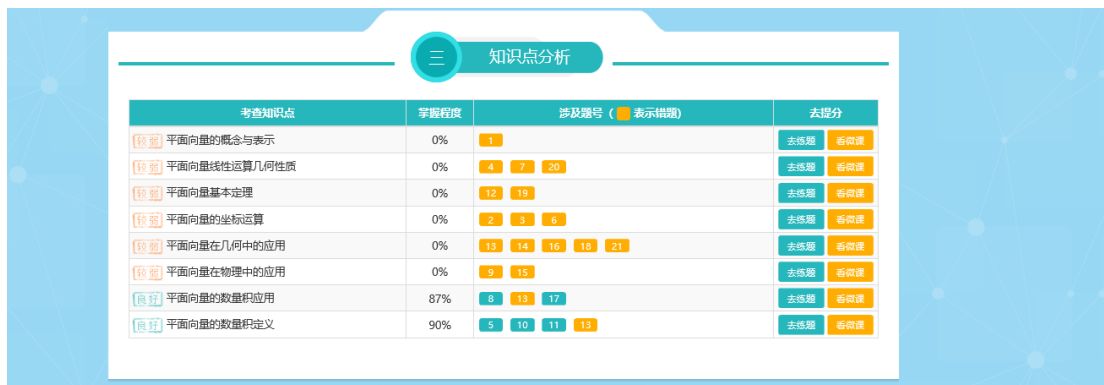 三 知识点分析
考查知识点 掌握程度 涉及题号 ( 表示错题) 去提分
较弱 平面向量的概念与表示 0% 1 去练题 看微课
较弱 平面向量线性运算几何性质 0% 4 7 20 去练题 看微课
较弱 平面向量基本定理 0% 12 19 去练题 看微课
较弱 平面向量的坐标运算 0% 2 3 6 去练题 看微课
较弱 平面向量在几何中的应用 0% 13 14 16 18 21 去练题 看微课
较弱 平面向量在物理中的应用 0% 9 15 去练题 看微课
良好 平面向量的数量积应用 87% 8 13 17 去练题 看微课
良好 平面向量的数量积定义 90% 5 10 11 13 去练题 看微课